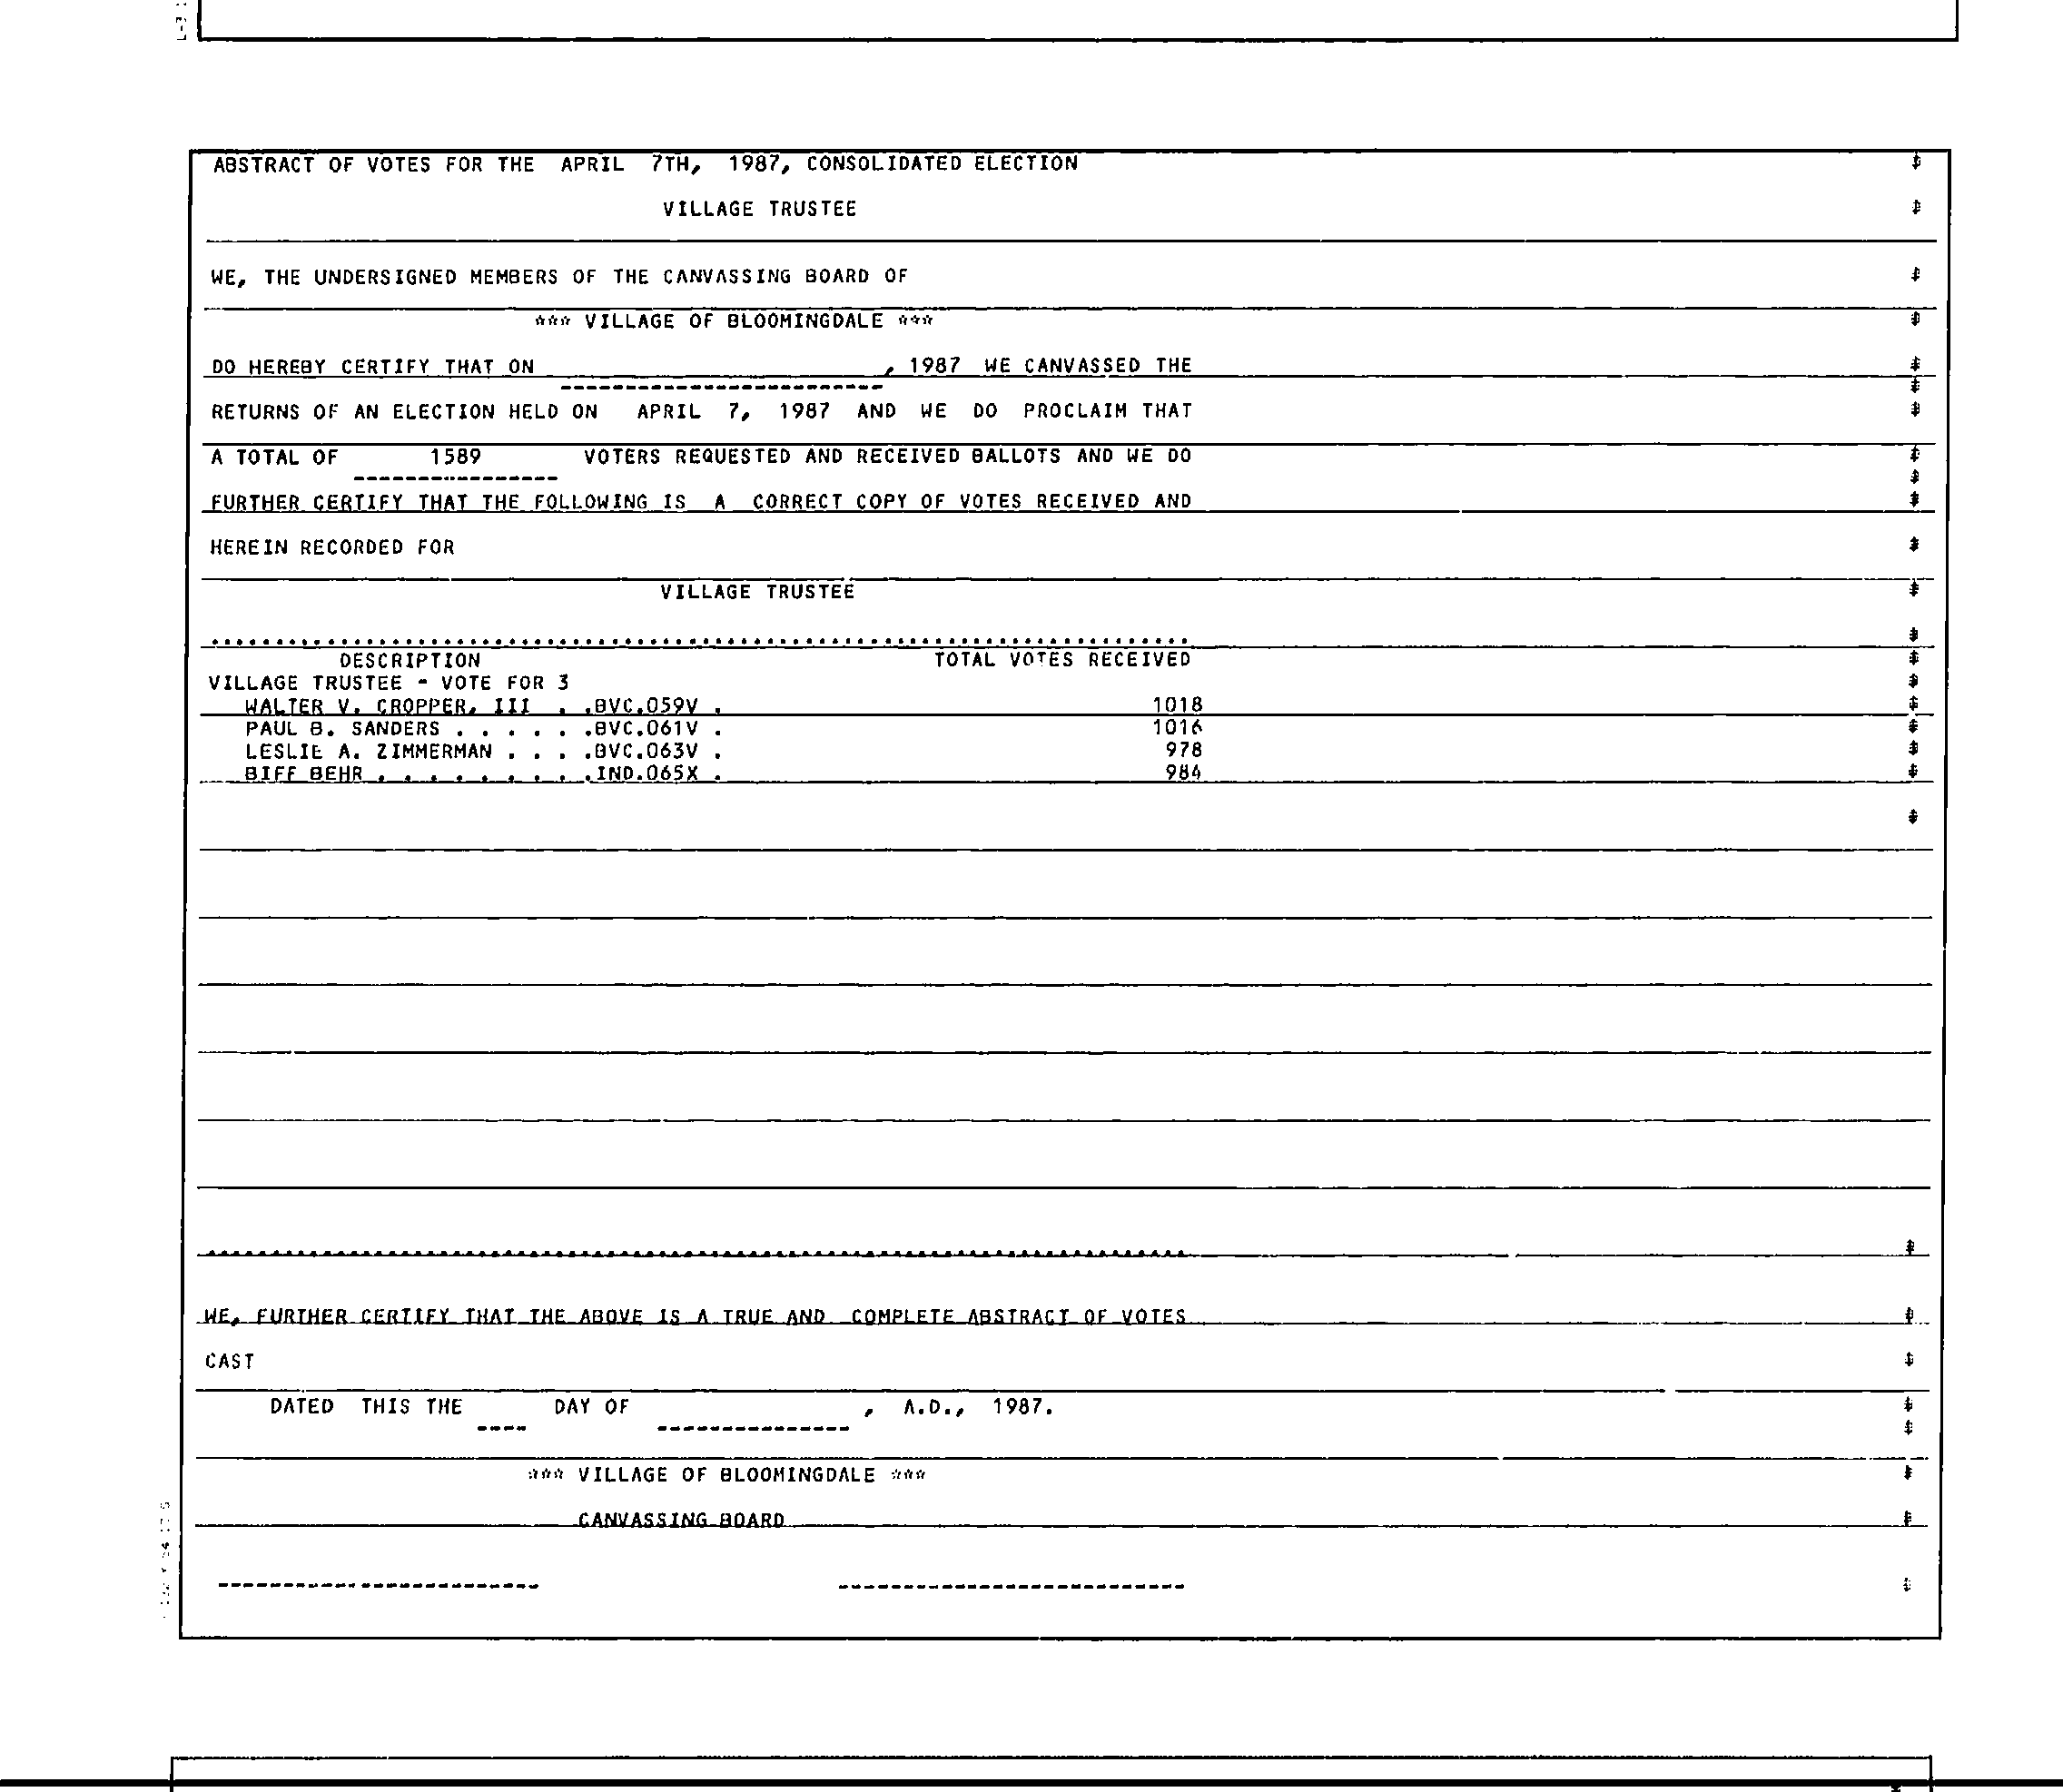 ABSTRACT OF VOTES FOR THE APRIL 7TH, 1987, CONSOLIDATED ELECTION
VILLAGE TRUSTEE
WE, THE UNDERSIGNED MEMBERS OF THE CANVASSING BOARD OF
*** VILLAGE OF BLOOMINGDALE ***
DO HEREBY CERTIFY THAT ON , 1987 WE CANVASSED THE
RETURNS OF AN ELECTION HELD ON APRIL 7, 1987 AND WE DO PROCLAIM THAT
A TOTAL OF 1589 VOTERS REQUESTED AND RECEIVED BALLOTS AND WE DO
FURTHER CERTIFY THAT THE FOLLOWING IS A CORRECT COPY OF VOTES RECEIVED AND
HEREIN RECORDED FOR
VILLAGE TRUSTEE
DESCRIPTION TOTAL VOTES RECEIVED
VILLAGE TRUSTEE - VOTE FOR 3
WALTER V. CROPPER, III . .BVC.059V . 1018
PAUL B. SANDERS . . . . . .BVC.061V . 1016
LESLIE A. ZIMMERMAN . . . .BVC.063V . 978
BIFF BEHR . . . . . . . . .IND.065X . 984
WE, FURTHER CERTIFY THAT THE ABOVE IS A TRUE AND COMPLETE ABSTRACT OF VOTES
CAST
DATED THIS THE ---- DAY OF ---------------, A.D., 1987.
*** VILLAGE OF BLOOMINGDALE ***
CANVASSING BOARD